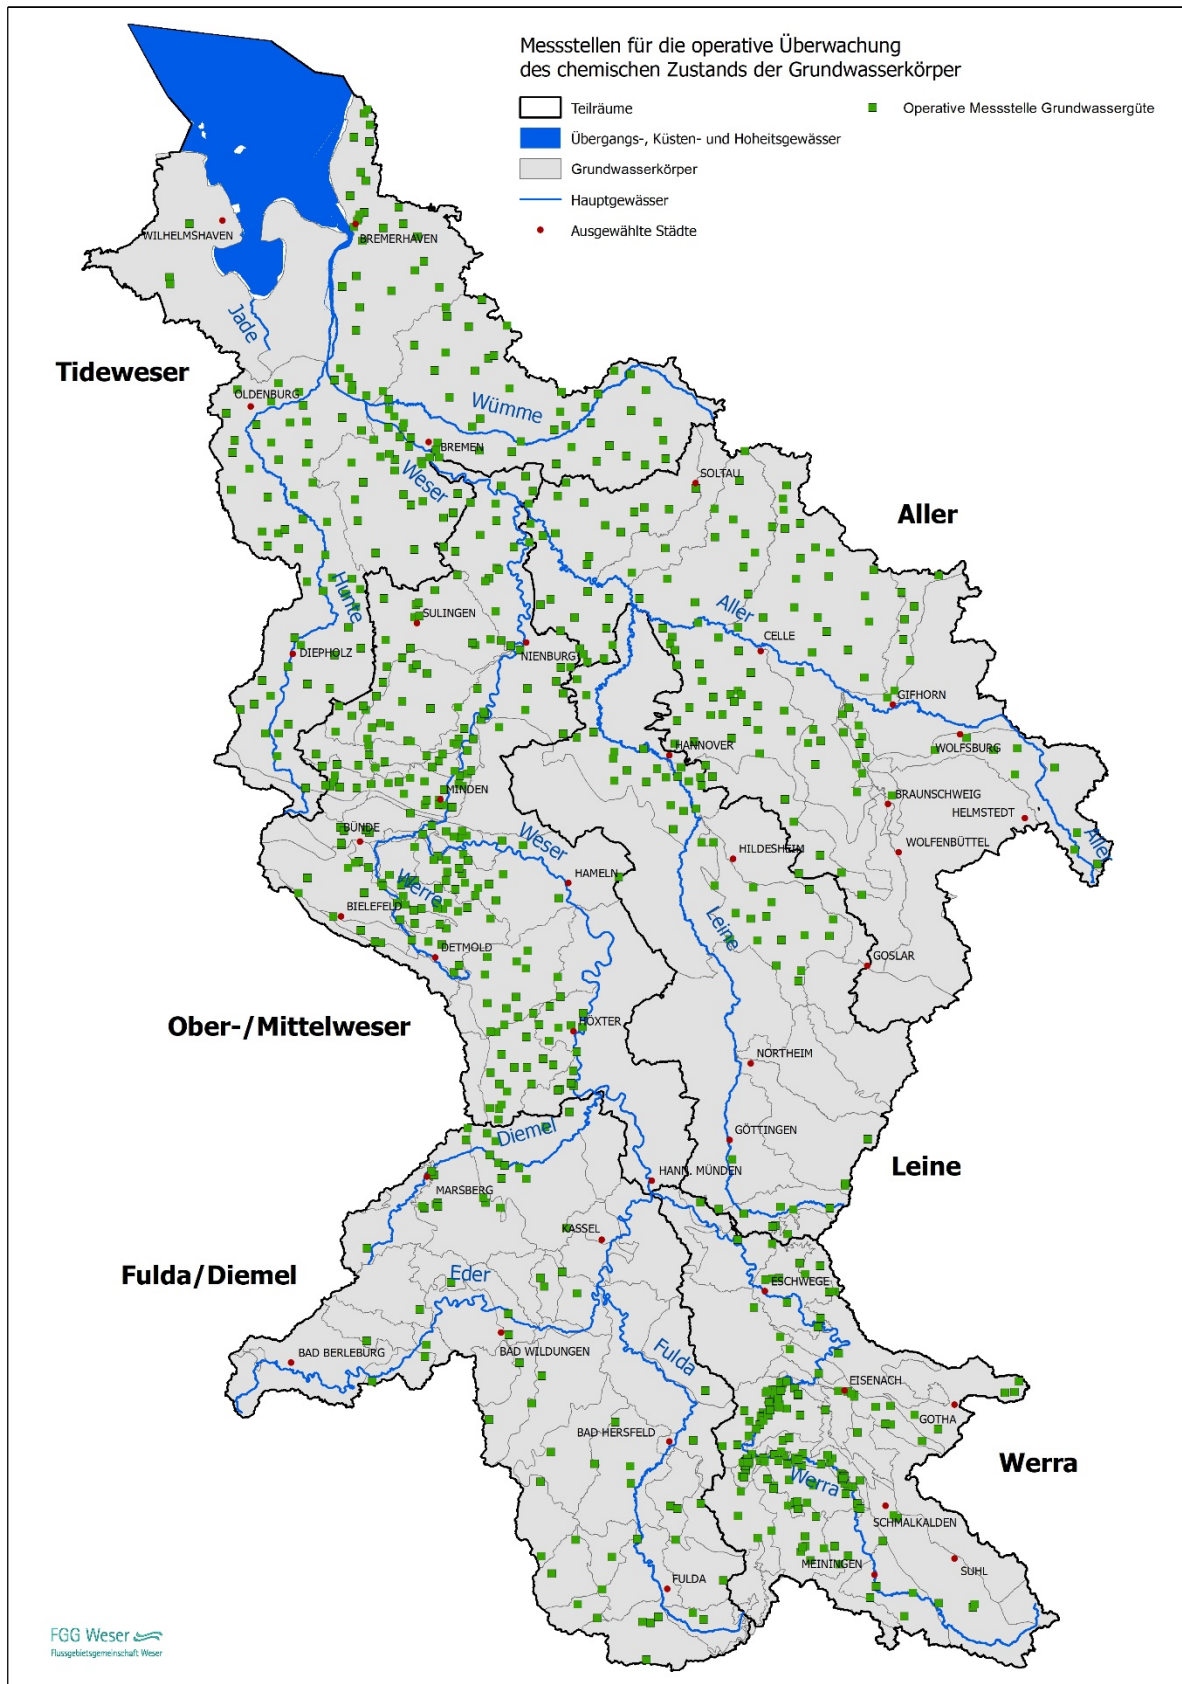 Messstellen für die operative Überwachung
des chemischen Zustands der Grundwasserkörper
Teilräume
Operative Messstelle Grundwassergüte
Übergangs-, Küsten- und Hoheitsgewässer
Grundwasserkörper
Hauptgewässer
Ausgewählte Städte
WILHELMSHAVEN
BREMERHAVEN
Jade
Tideweser
OLDENBURG
Wümme
BREMEN
Weser
SOLTAU
Aller
Hunte
SULINGEN
Aller
CELLE
DIEPHOLZ
NIENBURG
GIFHORN
WOLFSBURG
HANNOVER
MINDEN
BRAUNSCHWEIG
HELMSTEDT
BÜNDE
Weser
WOLFENBÜTTEL
Aller
HILDESHEIM
HAMELN
Werre
BIELEFELD
Leine
DETMOLD
GOSLAR
Ober-/Mittelweser
HÖXTER
NORTHEIM
Diemel
GÖTTINGEN
Leine
HANN. MÜNDEN
MARSBERG
KASSEL
Fulda/Diemel
Eder
ESCHWEGE
BAD WILDUNGEN
Fulda
BAD BERLEBURG
EISENACH
GOTHA
BAD HERSFELD
Werra
Werra
SCHMALKALDEN
MEININGEN
SUHL
FULDA
FGG Weser
Flussgebietsgemeinschaft Weser